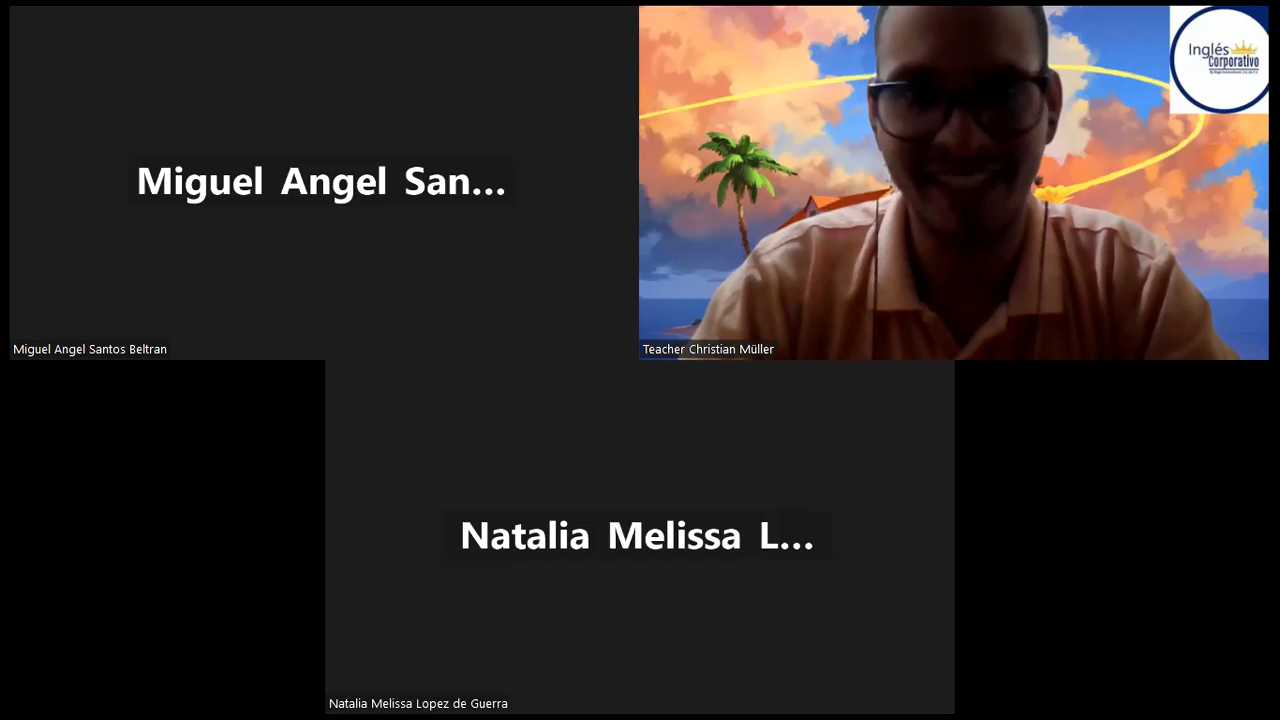 Miguel Angel San...
Miguel Angel Santos Beltran
Inglés
Corporativo
Teacher Christian Müller
Natalia Melissa L...
Natalia Melissa Lopez de Guerra